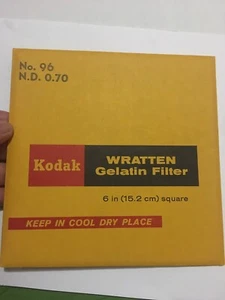 No. 96
N.D. 0.70
Kodak
WRATTEN
Gelatin Filter
6 in (15.2 cm) square
KEEP IN COOL DRY PLACE